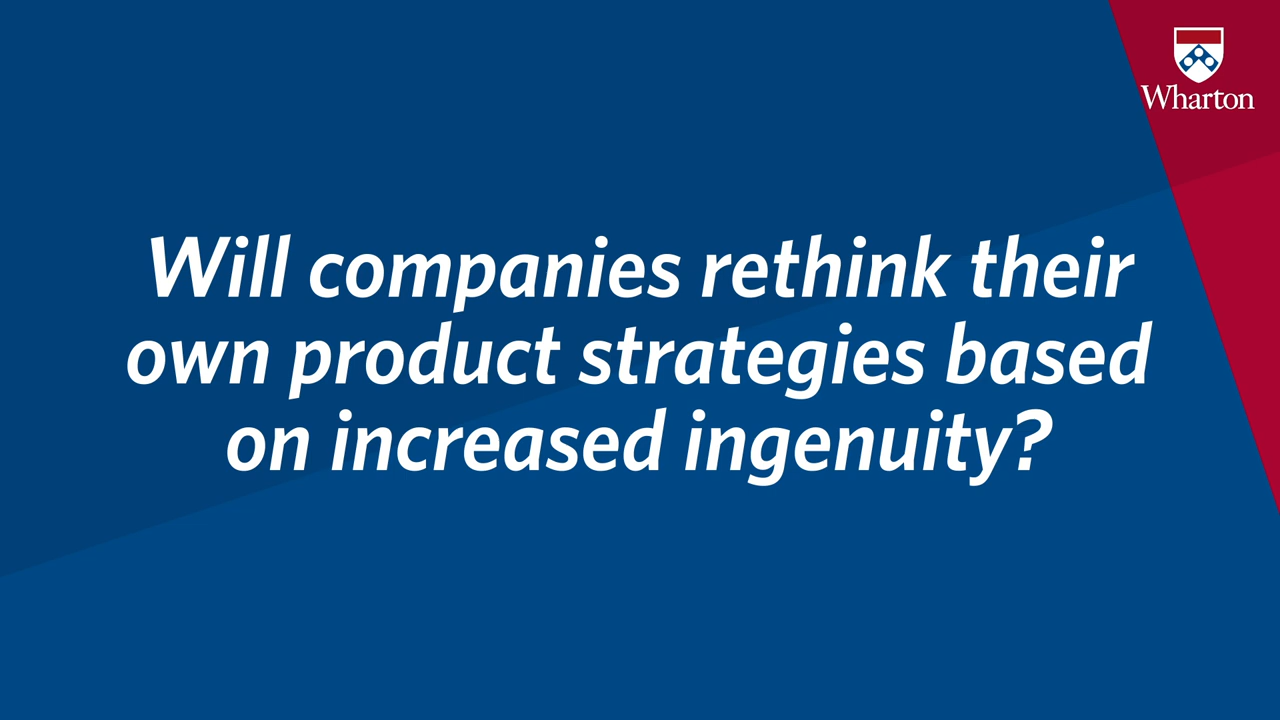 Wharton
Will companies rethink their
own product strategies based
on increased ingenuity?